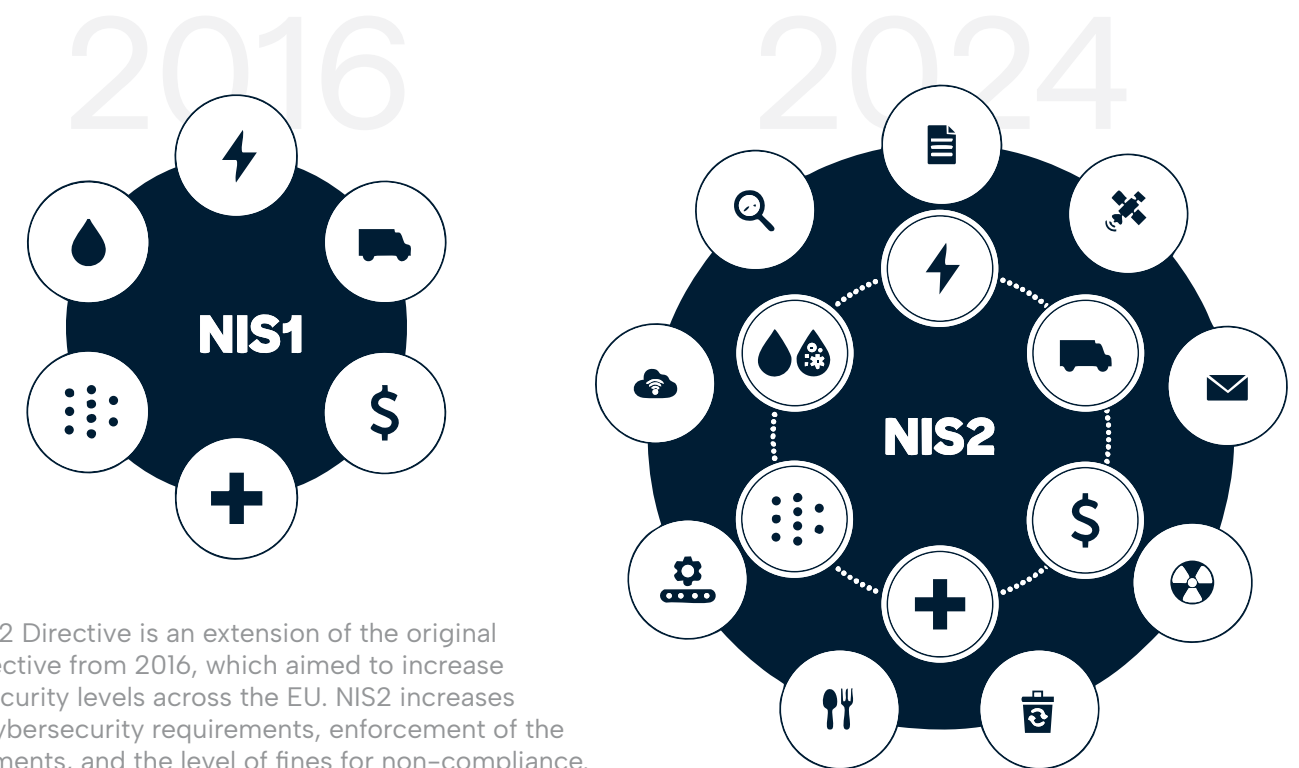 2016
2024
NIS1
NIS2
2 Directive is an extension of the original
ective from 2016, which aimed to increase
curity levels across the EU. NIS2 increases
ybersecurity requirements, enforcement of the
ments, and the level of fines for non-compliance.